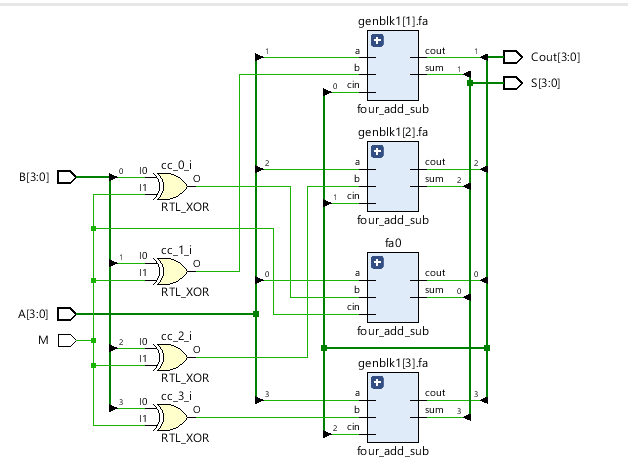 genblk1[1].fa
1 a cout 1
b sum 1
0 cin
four_add_sub
Cout[3:0]
S[3:0]
genblk1[2].fa
2 a cout 2
b sum 2
1 cin
four_add_sub
B[3:0]
cc_0_i
0 I0 O
I1
RTL_XOR
fa0
0 a cout 0
b sum 0
cin
four_add_sub
cc_1_i
1 I0 O
I1
RTL_XOR
A[3:0]
M
cc_2_i
2 I0 O
I1
RTL_XOR
genblk1[3].fa
3 a cout 3
b sum 3
2 cin
four_add_sub
cc_3_i
3 I0 O
I1
RTL_XOR